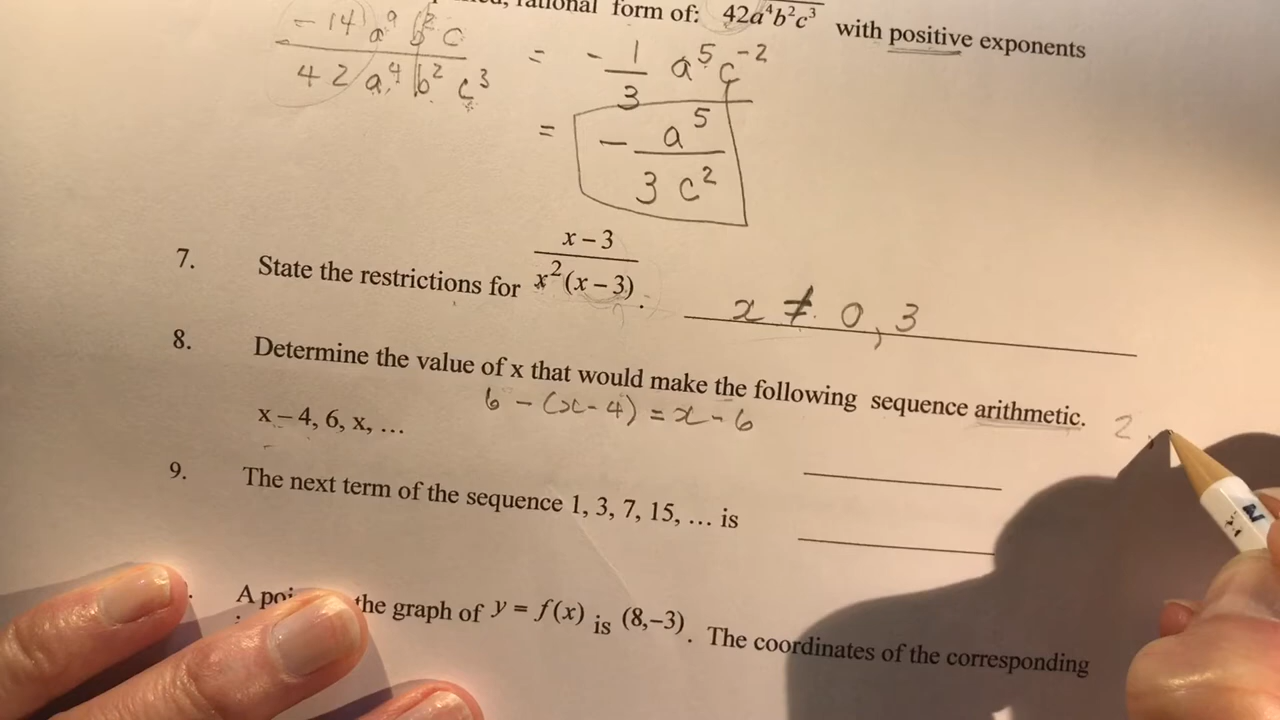 rational form of: 42a⁴b²c³ with positive exponents
-14 a⁹ b² c / 42 a⁴ b² c³ = - 1/3 a⁵ c⁻²
= - a⁵ / 3 c²
7. State the restrictions for x – 3 / x²(x – 3). x ≠ 0, 3
8. Determine the value of x that would make the following sequence arithmetic. 2,
6 - (x - 4) = x - 6
x – 4, 6, x, …
9. The next term of the sequence 1, 3, 7, 15, … is
A the graph of y = f(x) is (8,–3). The coordinates of the corresponding